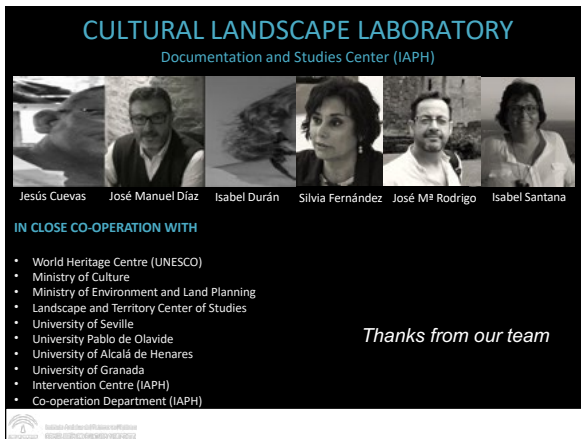 CULTURAL LANDSCAPE LABORATORY
Documentation and Studies Center (IAPH)
Jesús Cuevas José Manuel Díaz Isabel Durán Silvia Fernández José Mª Rodrigo Isabel Santana
IN CLOSE CO-OPERATION WITH
• World Heritage Centre (UNESCO)
• Ministry of Culture
• Ministry of Environment and Land Planning
• Landscape and Territory Center of Studies
• University of Seville
• University Pablo de Olavide
• University of Alcalá de Henares
• University of Granada
• Intervention Centre (IAPH)
• Co-operation Department (IAPH)
Thanks from our team